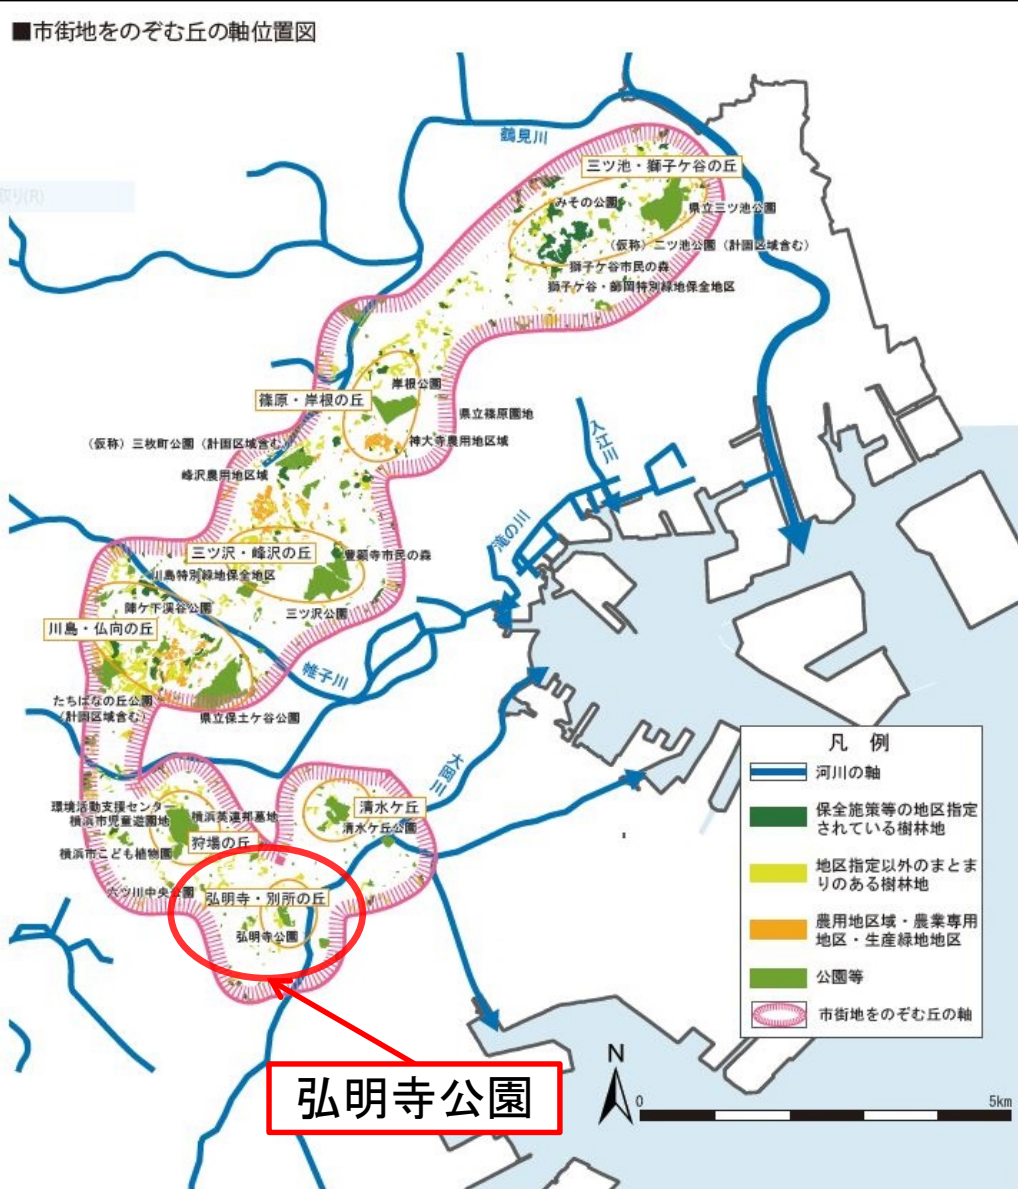 ■市街地をのぞむ丘の軸位置図
取り(R)
鶴見川
三ツ池・獅子ケ谷の丘
みその公園
県立三ツ池公園
(仮称)二ツ池公園(計画区域含む)
獅子ケ谷市民の森
獅子ケ谷・師岡特別緑地保全地区
岸根公園
篠原・岸根の丘
県立篠原園地
(仮称)三枚町公園(計画区域含む)
神大寺農用地区域
峰沢農用地区域
入江川
滝の川
三ツ沢・峰沢の丘
豊顕寺市民の森
川島特別緑地保全地区
陣ケ下渓谷公園
三ツ沢公園
川島・仏向の丘
帷子川
たちばなの丘公園
(計画区域含む)
県立保土ケ谷公園
大岡川
環境活動支援センター
横浜市児童遊園地
横浜英連邦墓地
清水ケ丘
清水ケ丘公園
狩場の丘
横浜市こども植物園
六ツ川中央公園
弘明寺・別所の丘
弘明寺公園
凡 例
河川の軸
保全施策等の地区指定
されている樹林地
地区指定以外のまとま
りのある樹林地
農用地区域・農業専用
地区・生産緑地地区
公園等
市街地をのぞむ丘の軸
弘明寺公園
N
0
5km